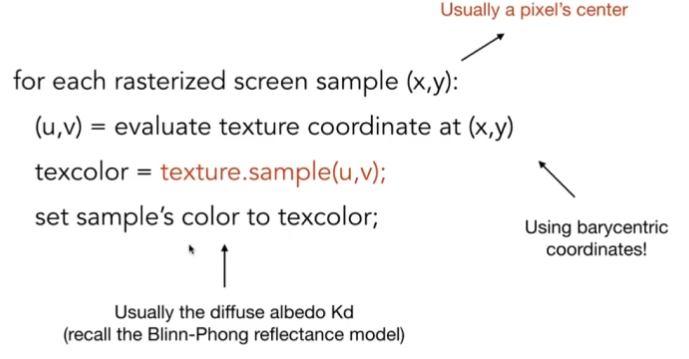 Usually a pixel's center
for each rasterized screen sample (x,y):
(u,v) = evaluate texture coordinate at (x,y)
texcolor = texture.sample(u,v);
set sample's color to texcolor;
Using barycentric
coordinates!
Usually the diffuse albedo Kd
(recall the Blinn-Phong reflectance model)